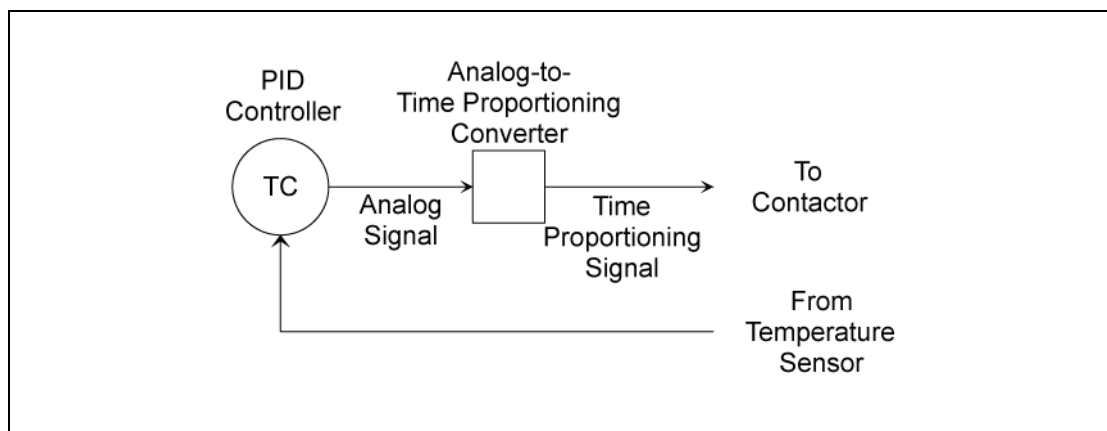 PID
Controller
Analog-to-
Time Proportioning
Converter
TC
Analog
Signal
Time
Proportioning
Signal
To
Contactor
From
Temperature
Sensor